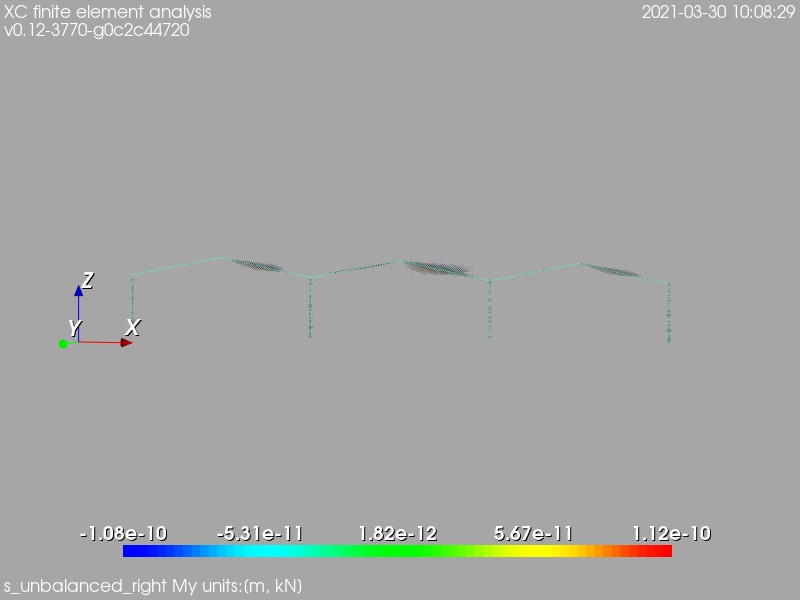 XC finite element analysis
2021-03-30 10:08:29
v0.12-3770-g0c2c44720
Z
Y
X
-1.08e-10 -5.31e-11 1.82e-12 5.67e-11 1.12e-10
s_unbalanced_right My units:[m, kN]